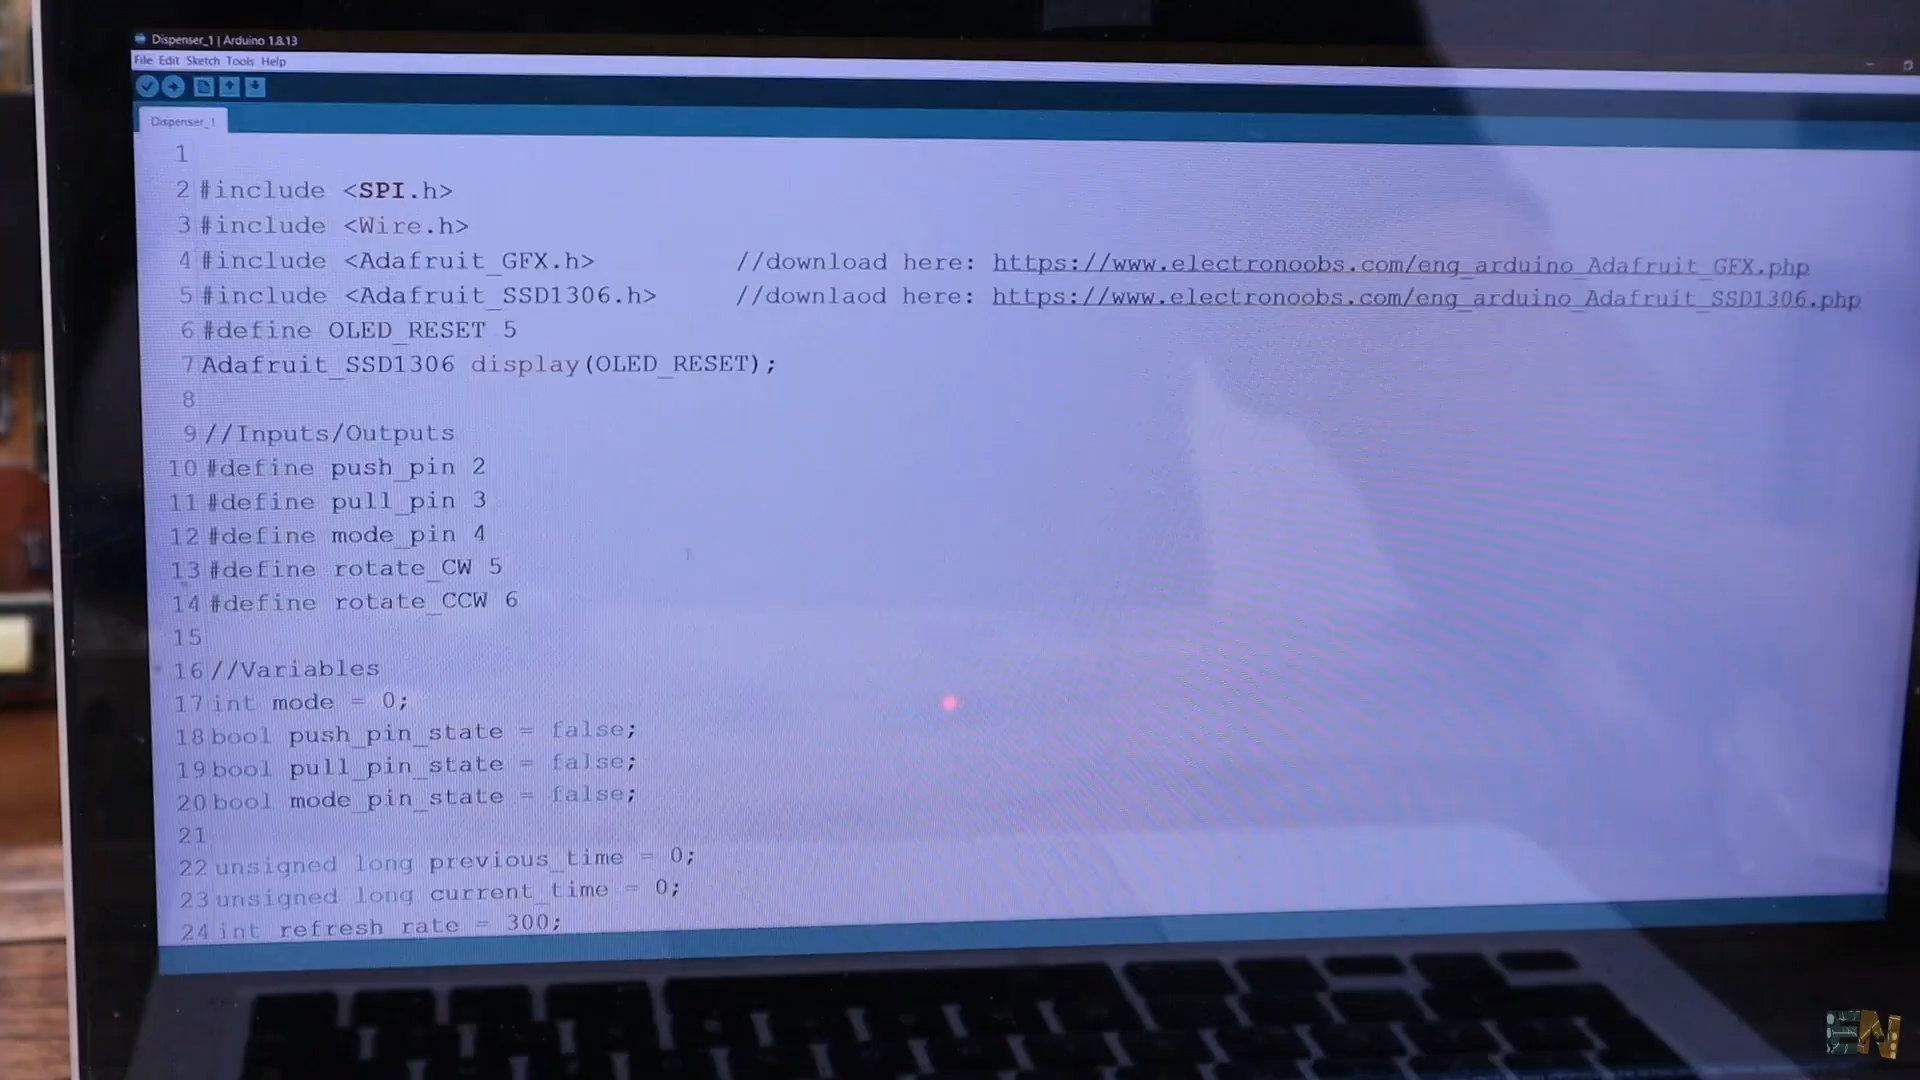 Dispenser_1 | Arduino 1.8.13
File Edit Sketch Tools Help
Dispenser_1
1
2 #include <SPI.h>
3 #include <Wire.h>
4 #include <Adafruit_GFX.h> //download here: https://www.electronoobs.com/eng_arduino_Adafruit_GFX.php
5 #include <Adafruit_SSD1306.h> //downlaod here: https://www.electronoobs.com/eng_arduino_Adafruit_SSD1306.php
6 #define OLED_RESET 5
7 Adafruit_SSD1306 display(OLED_RESET);
8
9 //Inputs/Outputs
10 #define push_pin 2
11 #define pull_pin 3
12 #define mode_pin 4
13 #define rotate_CW 5
14 #define rotate_CCW 6
15
16 //Variables
17 int mode = 0;
18 bool push_pin_state = false;
19 bool pull_pin_state = false;
20 bool mode_pin_state = false;
21
22 unsigned long previous_time = 0;
23 unsigned long current_time = 0;
24 int refresh_rate = 300;
EN